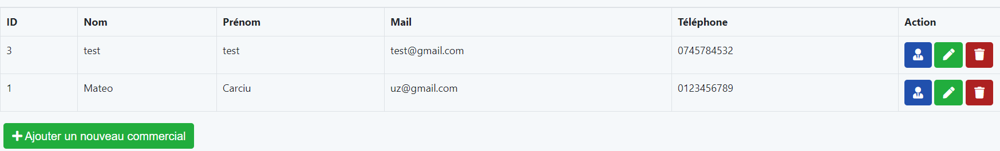 ID Nom Prénom Mail Téléphone Action
3 test test test@gmail.com 0745784532
1 Mateo Carciu uz@gmail.com 0123456789
Ajouter un nouveau commercial